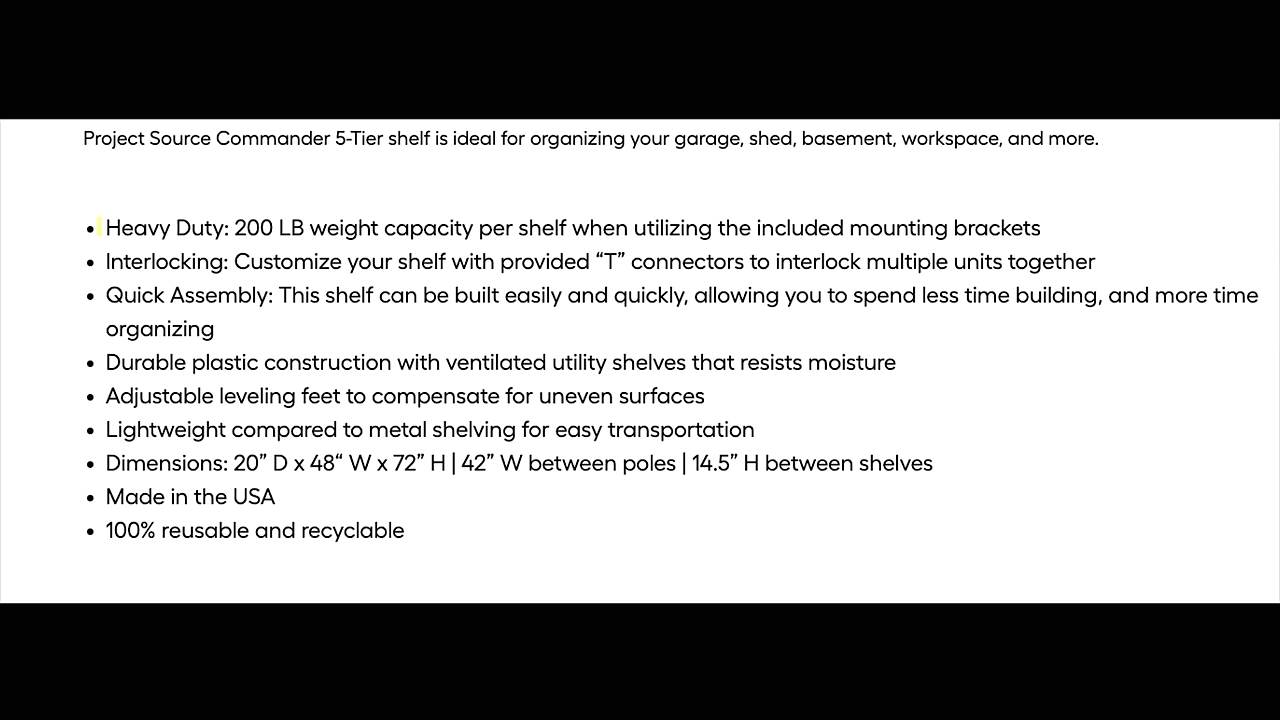 Project Source Commander 5-Tier shelf is ideal for organizing your garage, shed, basement, workspace, and more.
• Heavy Duty: 200 LB weight capacity per shelf when utilizing the included mounting brackets
• Interlocking: Customize your shelf with provided “T” connectors to interlock multiple units together
• Quick Assembly: This shelf can be built easily and quickly, allowing you to spend less time building, and more time
organizing
• Durable plastic construction with ventilated utility shelves that resists moisture
• Adjustable leveling feet to compensate for uneven surfaces
• Lightweight compared to metal shelving for easy transportation
• Dimensions: 20” D x 48“ W x 72” H | 42” W between poles | 14.5” H between shelves
• Made in the USA
• 100% reusable and recyclable